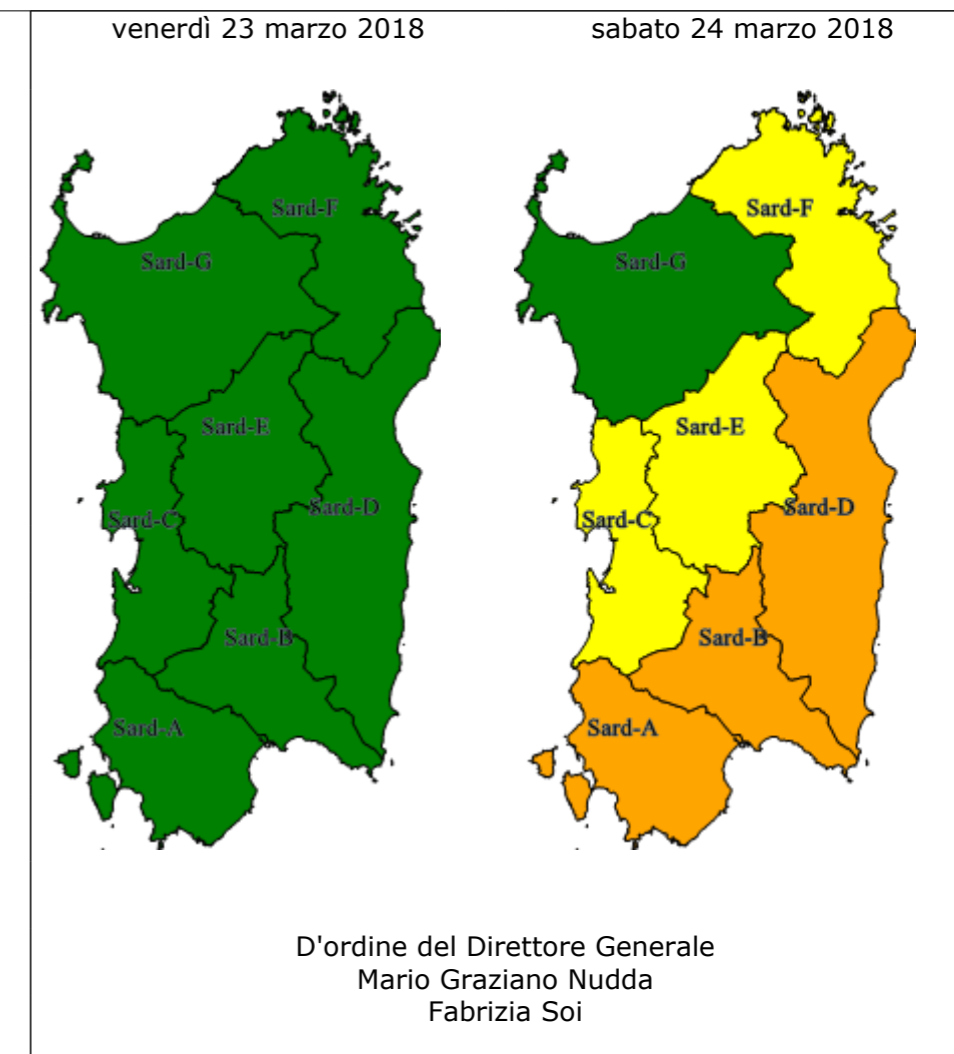 venerdì 23 marzo 2018
sabato 24 marzo 2018
Sard-F
Sard-G
Sard-E
Sard-D
Sard-C
Sard-B
Sard-A
Sard-F
Sard-G
Sard-E
Sard-D
Sard-C
Sard-B
Sard-A
D'ordine del Direttore Generale
Mario Graziano Nudda
Fabrizia Soi